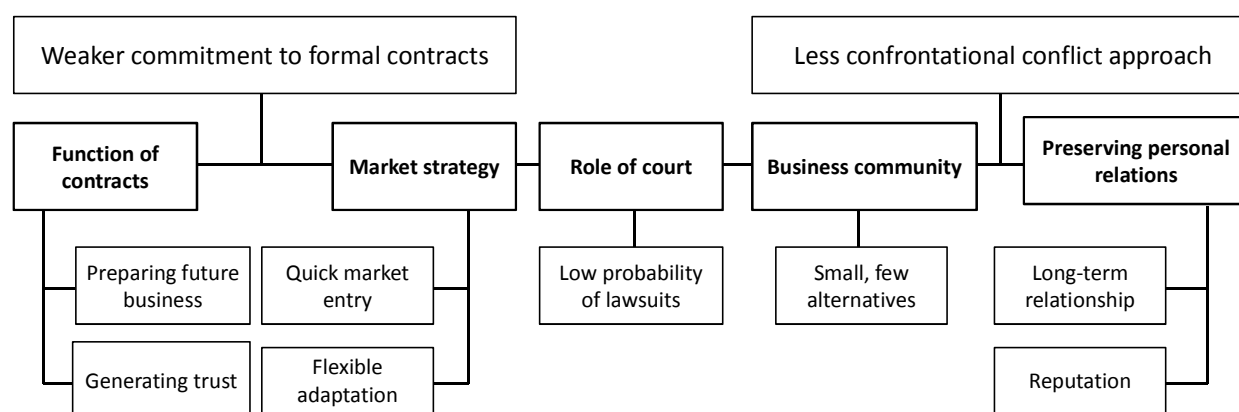 Weaker commitment to formal contracts
Less confrontational conflict approach
Function of
contracts
Market strategy
Role of court
Business community
Preserving personal
relations
Preparing future
business
Quick market
entry
Low probability
of lawsuits
Small, few
alternatives
Long-term
relationship
Generating trust
Flexible
adaptation
Reputation